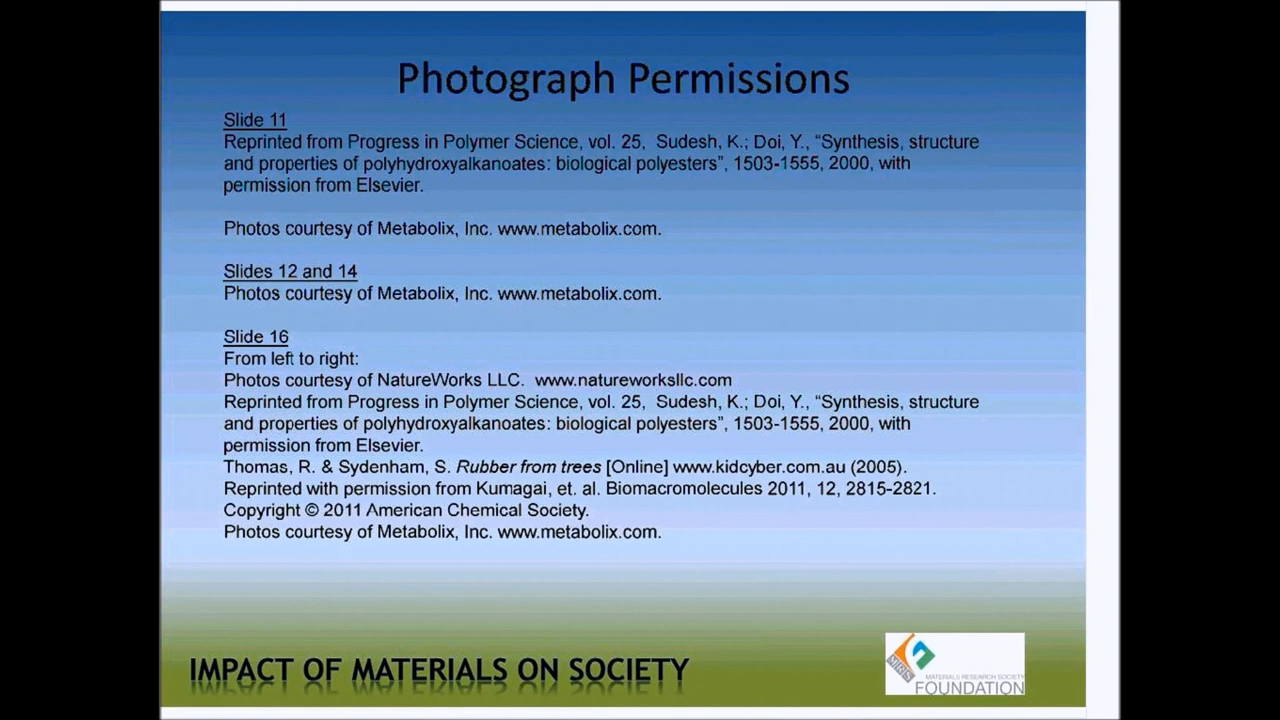 Photograph Permissions
Slide 11
Reprinted from Progress in Polymer Science, vol. 25, Sudesh, K.; Doi, Y., “Synthesis, structure
and properties of polyhydroxyalkanoates: biological polyesters”, 1503-1555, 2000, with
permission from Elsevier.
Photos courtesy of Metabolix, Inc. www.metabolix.com.
Slides 12 and 14
Photos courtesy of Metabolix, Inc. www.metabolix.com.
Slide 16
From left to right:
Photos courtesy of NatureWorks LLC. www.natureworksllc.com
Reprinted from Progress in Polymer Science, vol. 25, Sudesh, K.; Doi, Y., “Synthesis, structure
and properties of polyhydroxyalkanoates: biological polyesters”, 1503-1555, 2000, with
permission from Elsevier.
Thomas, R. & Sydenham, S. Rubber from trees [Online] www.kidcyber.com.au (2005).
Reprinted with permission from Kumagai, et. al. Biomacromolecules 2011, 12, 2815-2821.
Copyright © 2011 American Chemical Society.
Photos courtesy of Metabolix, Inc. www.metabolix.com.
IMPACT OF MATERIALS ON SOCIETY
MRS
MATERIALS RESEARCH SOCIETY
FOUNDATION